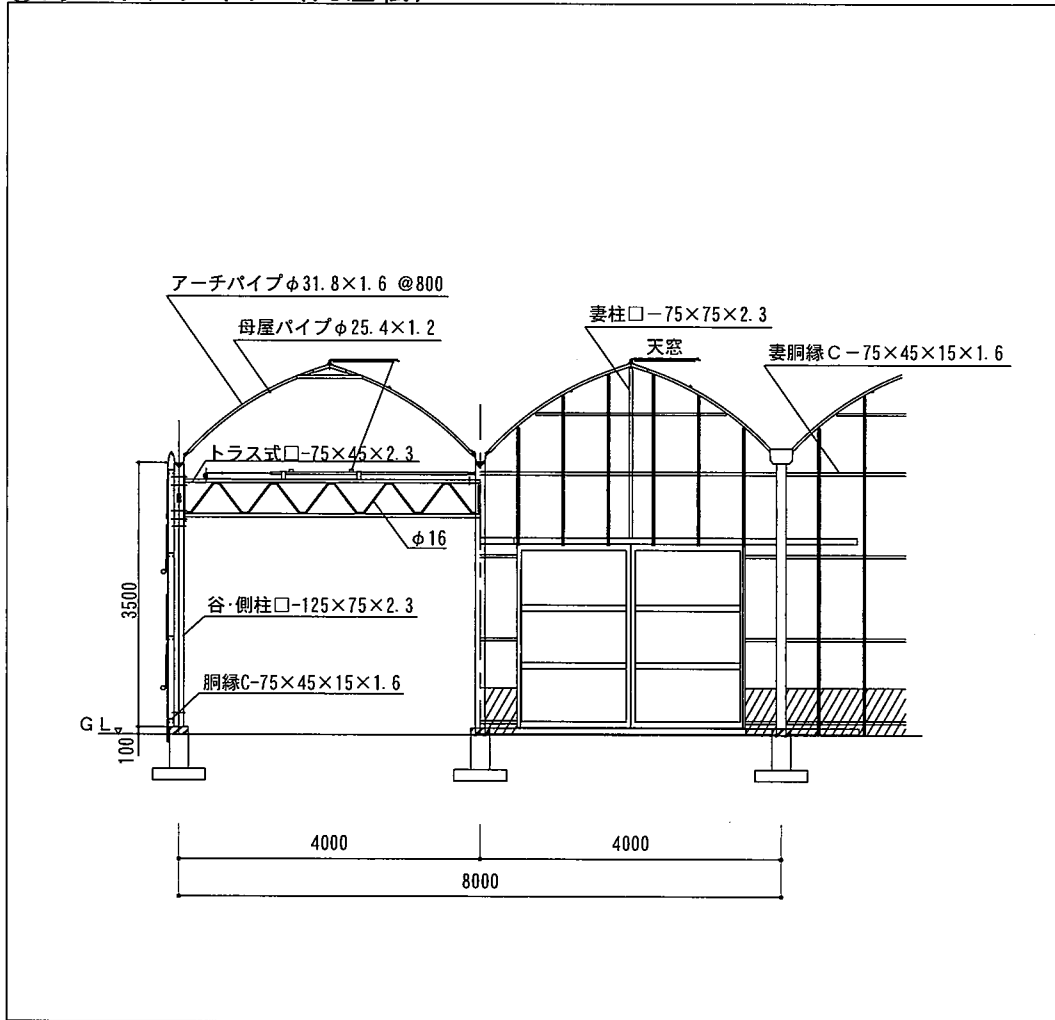 アーチパイプφ31.8×1.6 @800
母屋パイプφ25.4×1.2
妻柱□－75×75×2.3
天窓
妻胴縁C－75×45×15×1.6
トラス式□-75×45×2.3
φ16
3500
谷・側柱□-125×75×2.3
胴縁C-75×45×15×1.6
GL
100
4000
4000
8000